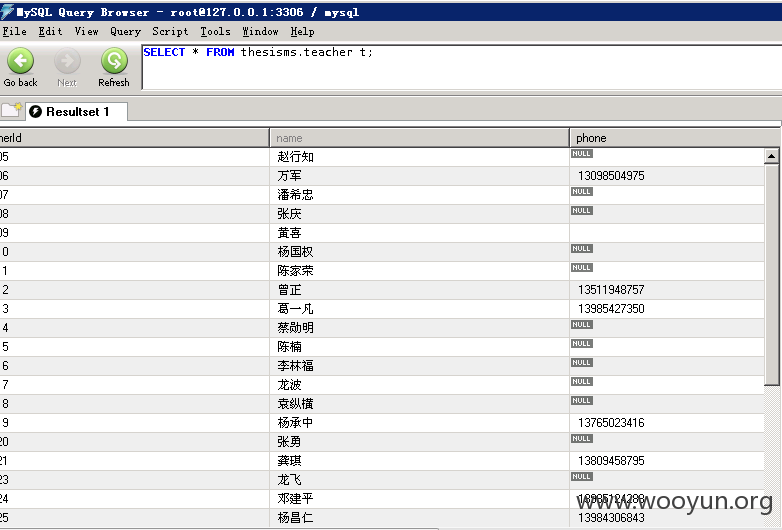 MySQL Query Browser - root@127.0.0.1:3306 / mysql
File Edit View Query Script Tools Window Help
Go back Next Refresh
SELECT * FROM thesisms.teacher t;
Resultset 1
herId name phone
05 赵行知 NULL
06 万军 13098504975
07 潘希忠 NULL
08 张庆 NULL
09 黄喜
0 杨国权 NULL
1 陈家荣 NULL
2 曾正 13511948757
3 葛一凡 13985427350
4 蔡勋明 NULL
5 陈楠 NULL
6 李林福 NULL
7 龙波 NULL
8 袁纵横 NULL
9 杨承中 13765023416
20 张勇 NULL
21 龚琪 13809458795
23 龙飞 NULL
24 邓建平
25 杨昌仁 13984306843
www.wooyun.org